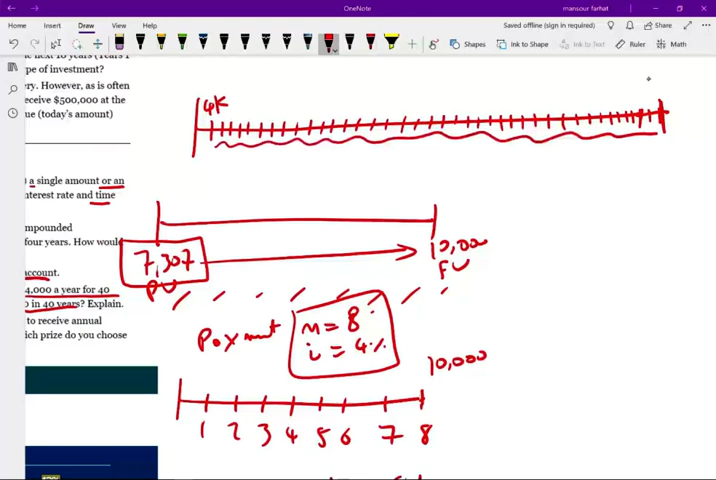 OneNote
mansour farhat
Home Insert Draw View Help
Saved offline (sign in required)
Share
Shapes Ink to Shape Ink to Text Ruler Math
pe of investment?
ry. However, as is often
eceive $500,000 at the
ue (today's amount)
4K
) a single amount or an
nterest rate and time
mpounded
four years. How would
account.
4,000 a year for 40
) in 40 years? Explain.
to receive annual
ich prize do you choose
7,307
PV
10,000
FV
Payment
n = 8
i = 4%
10,000
1 2 3 4 5 6 7 8